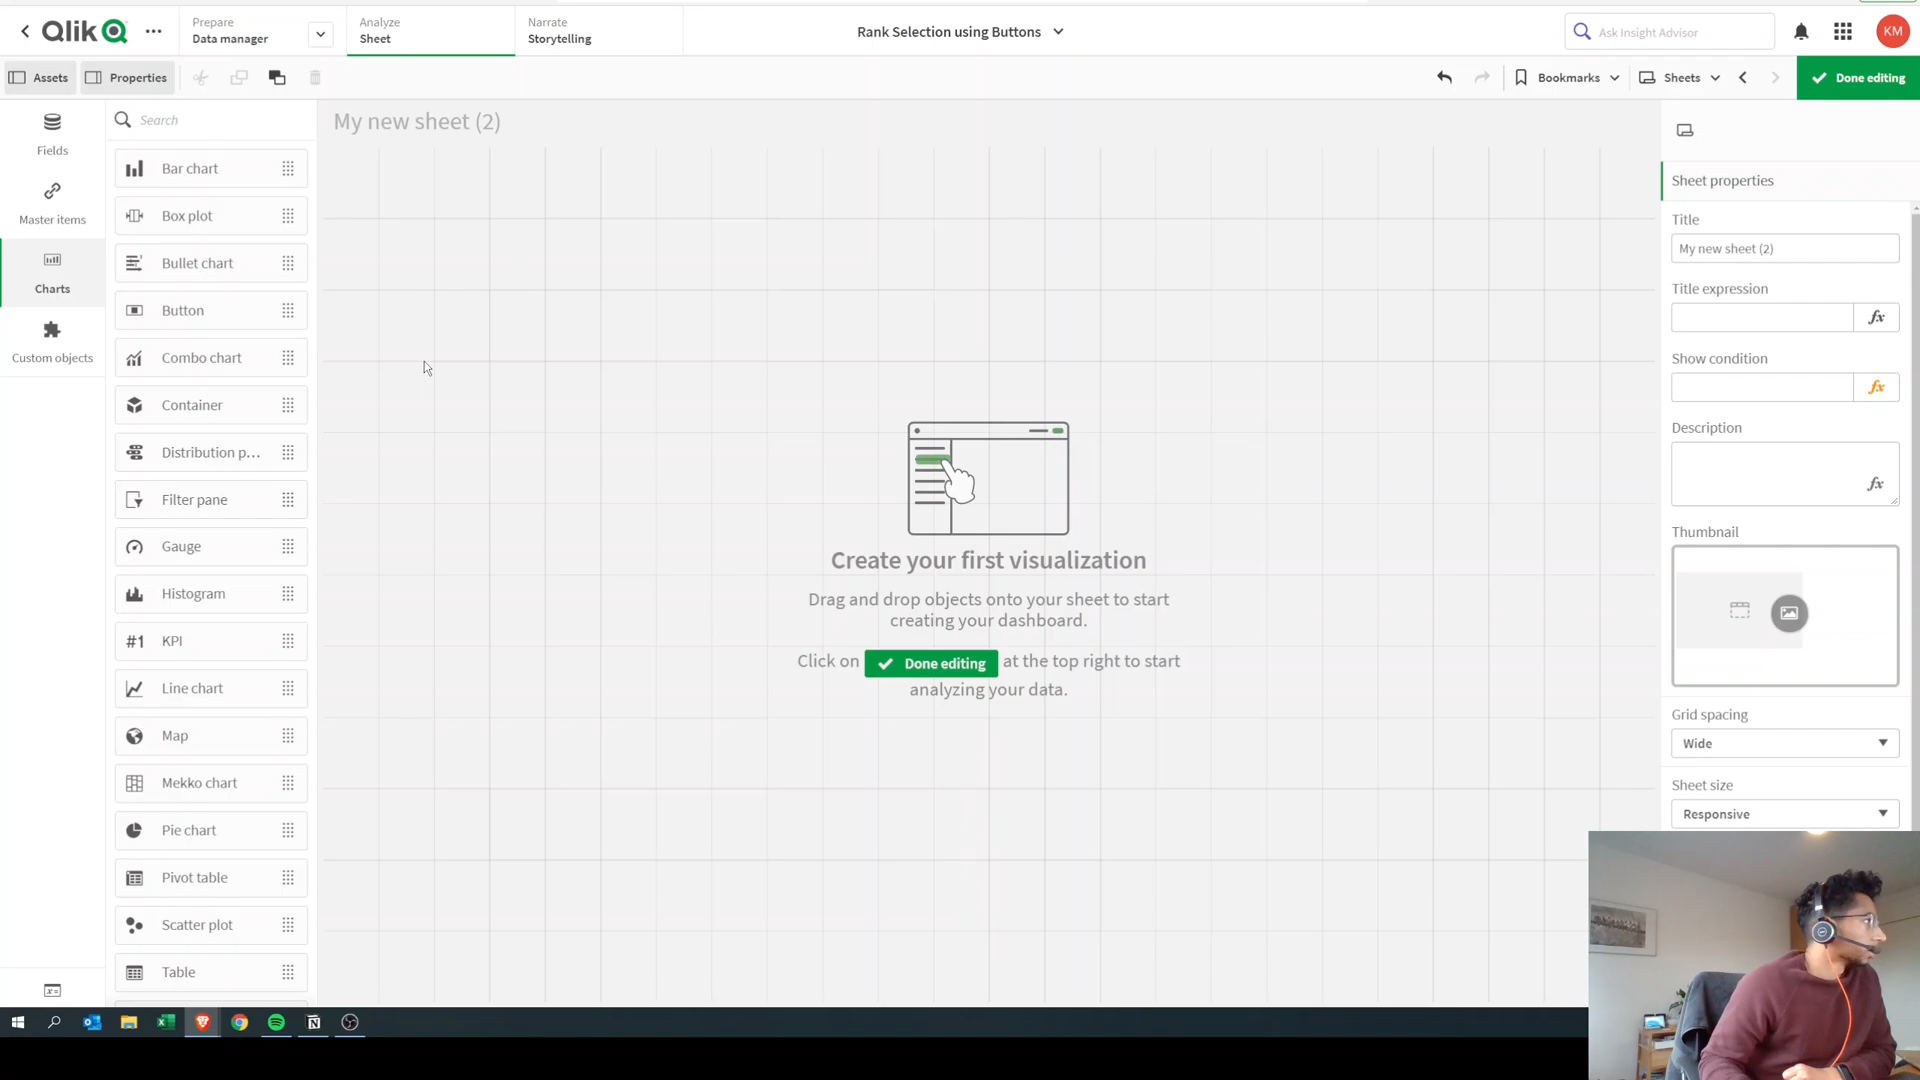 Qlik
Prepare
Data manager
Analyze
Sheet
Narrate
Storytelling
Rank Selection using Buttons
Ask Insight Advisor
KM
Assets
Properties
Bookmarks
Sheets
Done editing
Fields
Master items
Charts
Custom objects
Search
Bar chart
Box plot
Bullet chart
Button
Combo chart
Container
Distribution p...
Filter pane
Gauge
Histogram
#1 KPI
Line chart
Map
Mekko chart
Pie chart
Pivot table
Scatter plot
Table
My new sheet (2)
Create your first visualization
Drag and drop objects onto your sheet to start
creating your dashboard.
Click on Done editing at the top right to start
analyzing your data.
Sheet properties
Title
My new sheet (2)
Title expression
fx
Show condition
fx
Description
fx
Thumbnail
Grid spacing
Wide
Sheet size
Responsive